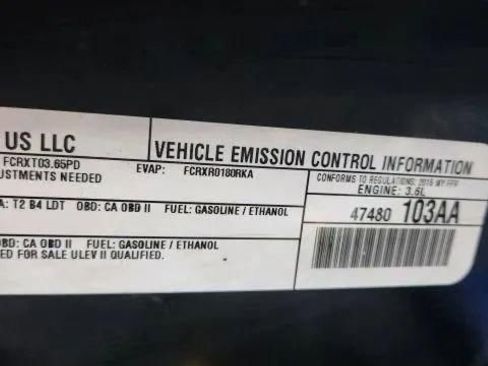 US LLC
VEHICLE EMISSION CONTROL INFORMATION
FCRXT03.65PD EVAP: FCRXR0180RKA
USTMENTS NEEDED
CONFORMS TO REGULATIONS: 2015 MY FFV
ENGINE: 3.6L
A: T2 B4 LDT OBD: CA OBD II FUEL: GASOLINE / ETHANOL
47480 103AA
OBD: CA OBD II FUEL: GASOLINE / ETHANOL
ED FOR SALE ULEV II QUALIFIED.